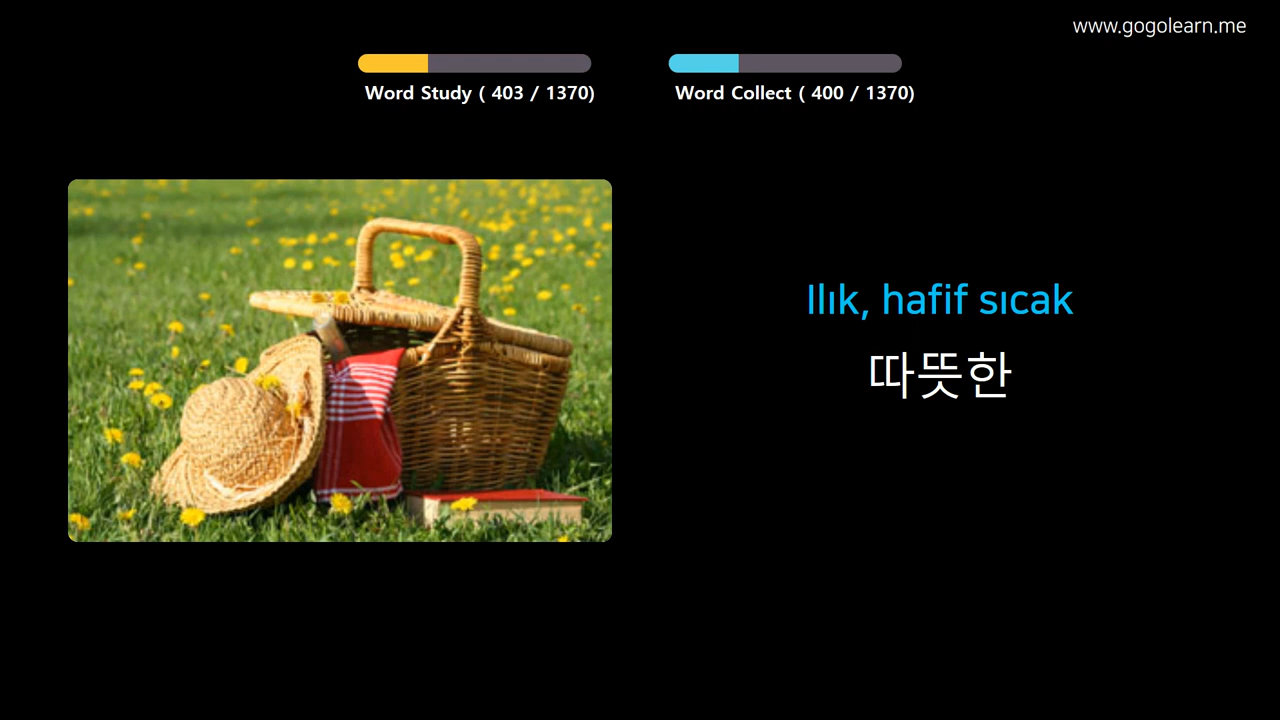 www.gogolearn.me
Word Study ( 403 / 1370)
Word Collect ( 400 / 1370)
Ilık, hafif sıcak
따뜻한